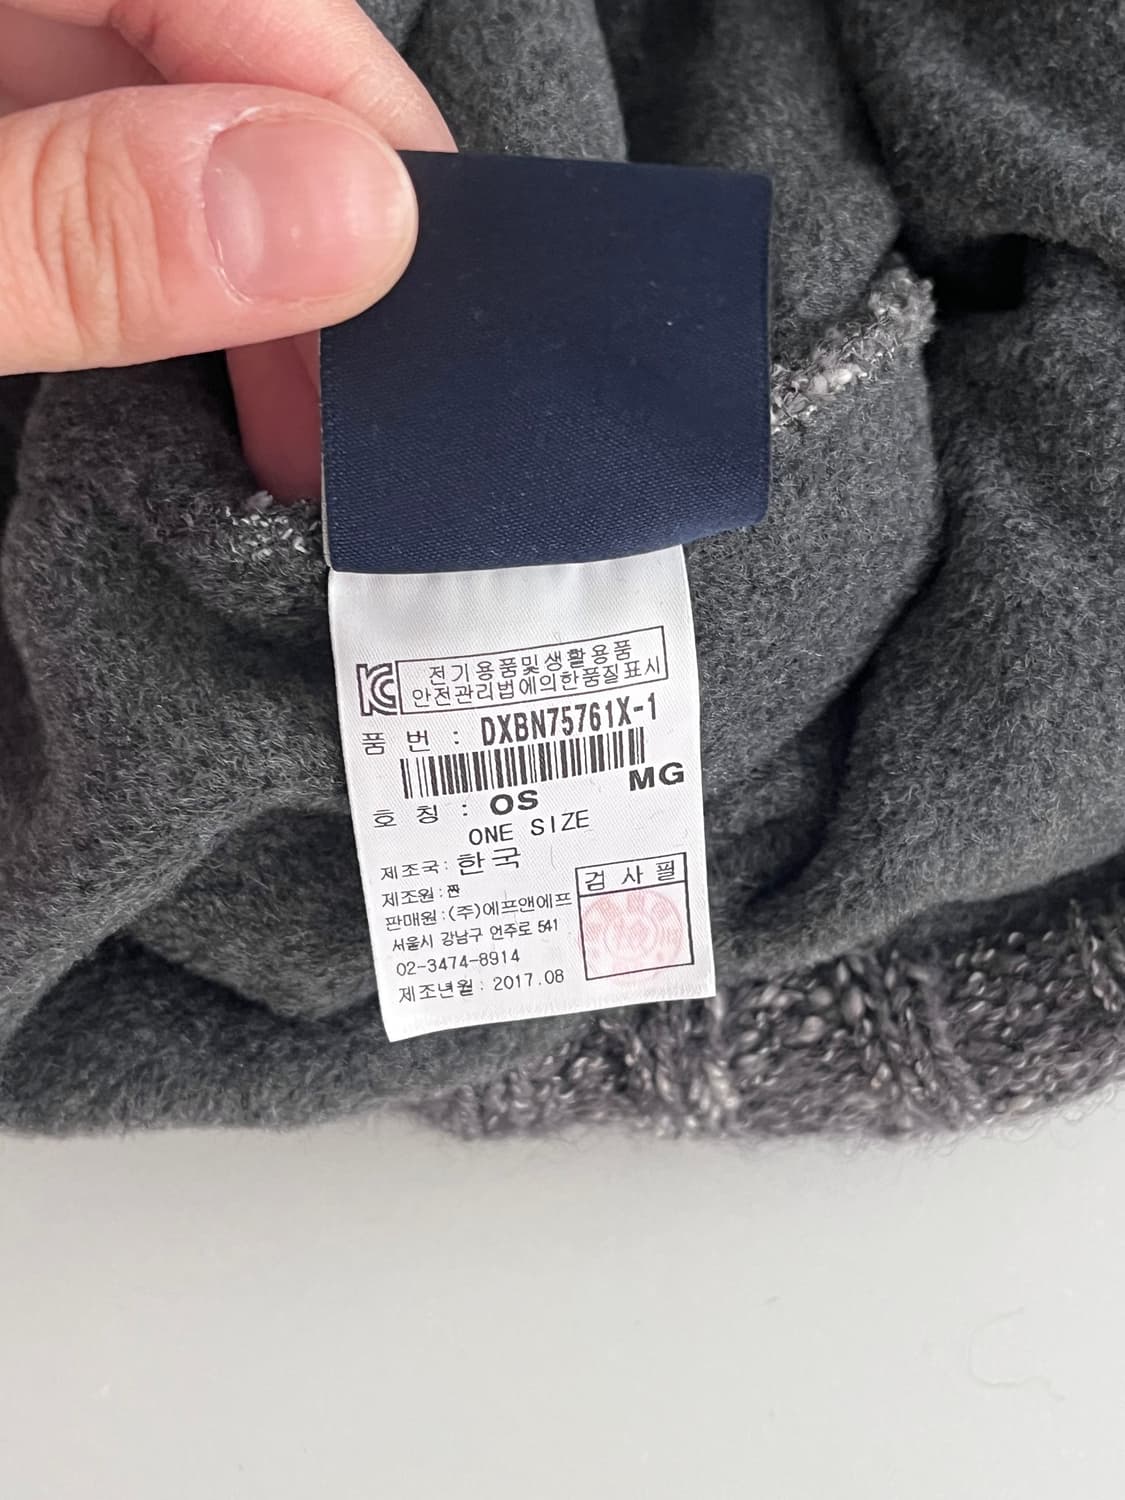 KC 전기용품및생활용품
안전관리법에의한품질표시
품 번 : DXBN75761X-1
MG
호 칭 : OS
ONE SIZE
제조국: 한국
제조원:짠
판매원:(주)에프앤에프
서울시 강남구 언주로 541
02-3474-8914
제조년월: 2017.08
검 사 필